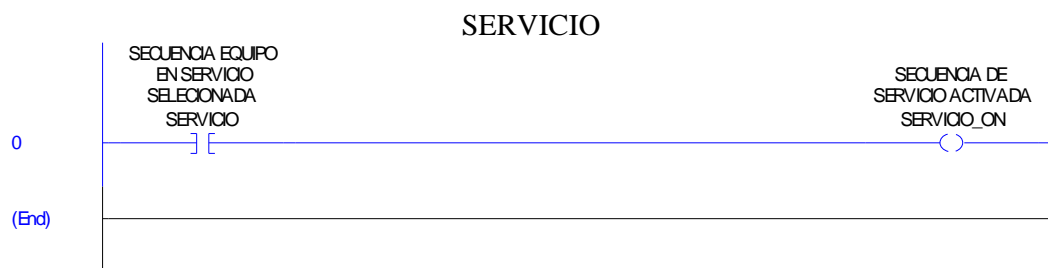 SERVICIO
SECUENCIA EQUIPO
EN SERVICIO
SELECIONADA
SERVICIO
SECUENCIA DE
SERVICIO ACTIVADA
SERVICIO_ON
0
(End)